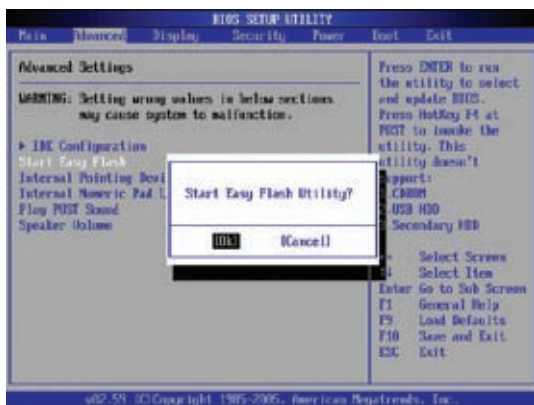 BIOS SETUP UTILITY
Main Advanced Display Security Power Boot Exit
Advanced Settings
WARNING: Setting wrong values in below sections
may cause system to malfunction.
▶ IDE Configuration
Start Easy Flash
Internal Pointing Devi
Internal Numeric Pad L
Play POST Sound
Speaker Volume
Start Easy Flash Utility?
[Ok] [Cancel]
Press ENTER to run
the utility to select
and update BIOS.
Press HotKey F4 at
POST to invoke the
utility. This
utility doesn't
support:
CDROM
USB HDD
Secondary HDD
Select Screen
Select Item
Enter Go to Sub Screen
F1 General Help
F9 Load Defaults
F10 Save and Exit
ESC Exit
v02.59 (C)Copyright 1985-2005, American Megatrends, Inc.